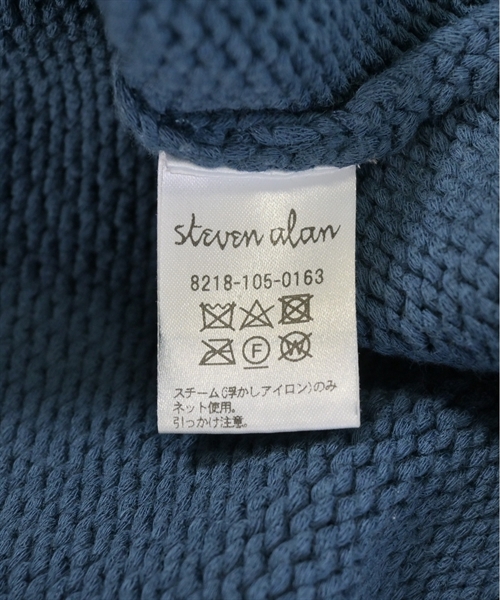 steven alan
8218-105-0163
F W
スチーム(浮かしアイロン)のみ
ネット使用。
引っかけ注意。